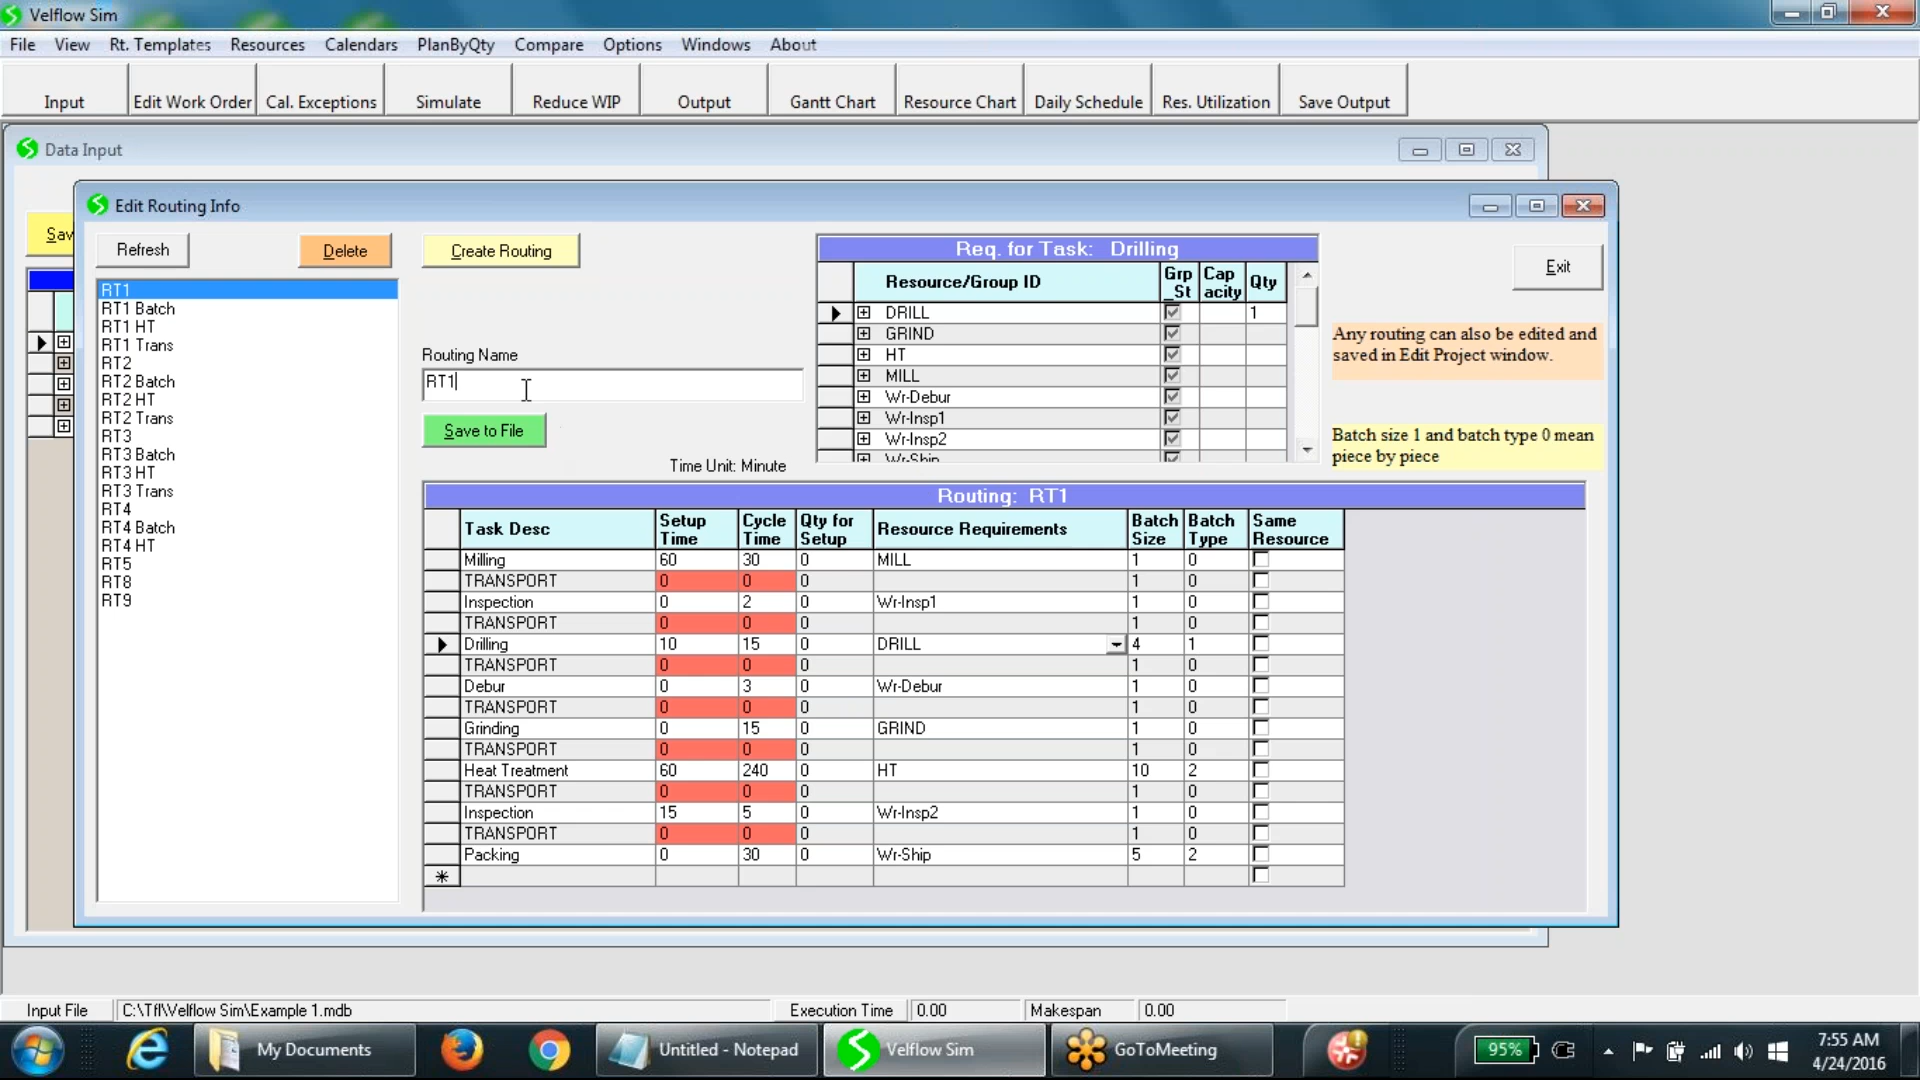 Velflow Sim
File View Rt. Templates Resources Calendars PlanByQty Compare Options Windows About
Input Edit Work Order Cal. Exceptions Simulate Reduce WIP Output Gantt Chart Resource Chart Daily Schedule Res. Utilization Save Output
Data Input
Sav
Edit Routing Info
Refresh Delete Create Routing Exit
RT1
RT1 Batch
RT1 HT
RT1 Trans
RT2
RT2 Batch
RT2 HT
RT2 Trans
RT3
RT3 Batch
RT3 HT
RT3 Trans
RT4
RT4 Batch
RT4 HT
RT5
RT8
RT9
Routing Name
RT1
Save to File
Time Unit: Minute
Req. for Task: Drilling
Resource/Group ID Grp_St Capacity Qty
DRILL 1
GRIND
HT
MILL
Wr-Debur
Wr-Insp1
Wr-Insp2
Wr-Ship
Any routing can also be edited and
saved in Edit Project window.
Batch size 1 and batch type 0 mean
piece by piece
Routing: RT1
Task Desc Setup Time Cycle Time Qty for Setup Resource Requirements Batch Size Batch Type Same Resource
Milling 60 30 0 MILL 1 0
TRANSPORT 0 0 0 1 0
Inspection 0 2 0 Wr-Insp1 1 0
TRANSPORT 0 0 0 1 0
Drilling 10 15 0 DRILL 4 1
TRANSPORT 0 0 0 1 0
Debur 0 3 0 Wr-Debur 1 0
TRANSPORT 0 0 0 1 0
Grinding 0 15 0 GRIND 1 0
TRANSPORT 0 0 0 1 0
Heat Treatment 60 240 0 HT 10 2
TRANSPORT 0 0 0 1 0
Inspection 15 5 0 Wr-Insp2 1 0
TRANSPORT 0 0 0 1 0
Packing 0 30 0 Wr-Ship 5 2
Input File C:\Tfl\Velflow Sim\Example 1.mdb Execution Time 0.00 Makespan 0.00
My Documents Untitled - Notepad Velflow Sim GoToMeeting 95% 7:55 AM
4/24/2016